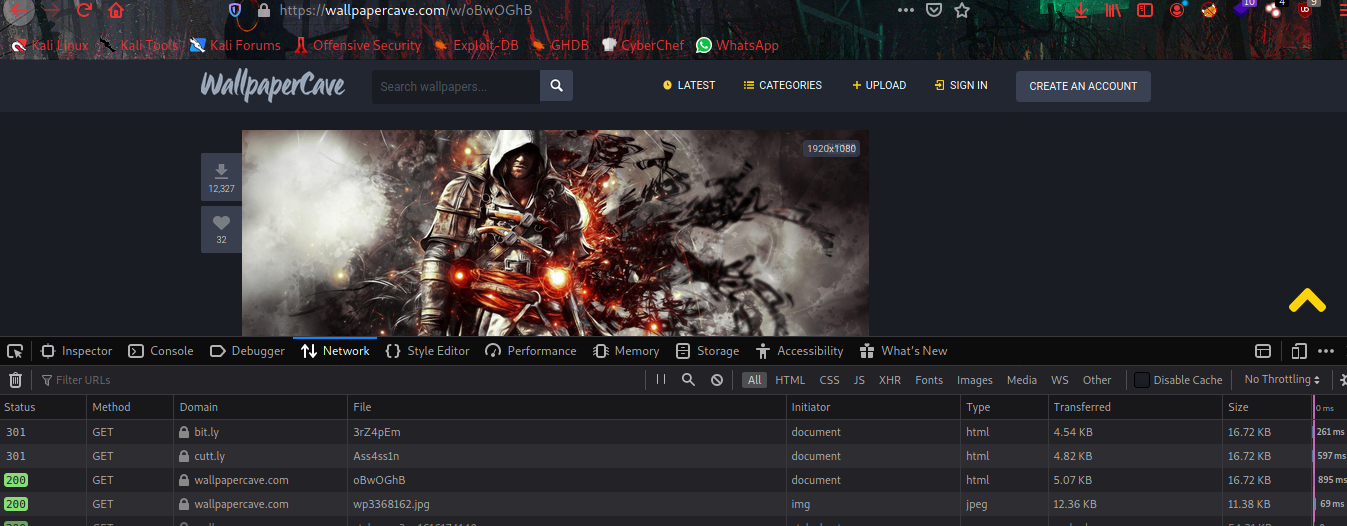 https://wallpapercave.com/w/oBwOGhB
10 4 9
Kali Linux Kali Tools Kali Forums Offensive Security Exploit-DB GHDB CyberChef WhatsApp
WallpaperCave Search wallpapers... LATEST CATEGORIES UPLOAD SIGN IN CREATE AN ACCOUNT
1920x1080
12,327
32
Inspector Console Debugger Network Style Editor Performance Memory Storage Accessibility What's New
Filter URLs All HTML CSS JS XHR Fonts Images Media WS Other Disable Cache No Throttling
Status Method Domain File Initiator Type Transferred Size 0 ms
301 GET bit.ly 3rZ4pEm document html 4.54 KB 16.72 KB 261 ms
301 GET cutt.ly Ass4ss1n document html 4.82 KB 16.72 KB 597 ms
200 GET wallpapercave.com oBwOGhB document html 5.07 KB 16.72 KB 895 ms
200 GET wallpapercave.com wp3368162.jpg img jpeg 12.36 KB 11.38 KB 69 ms